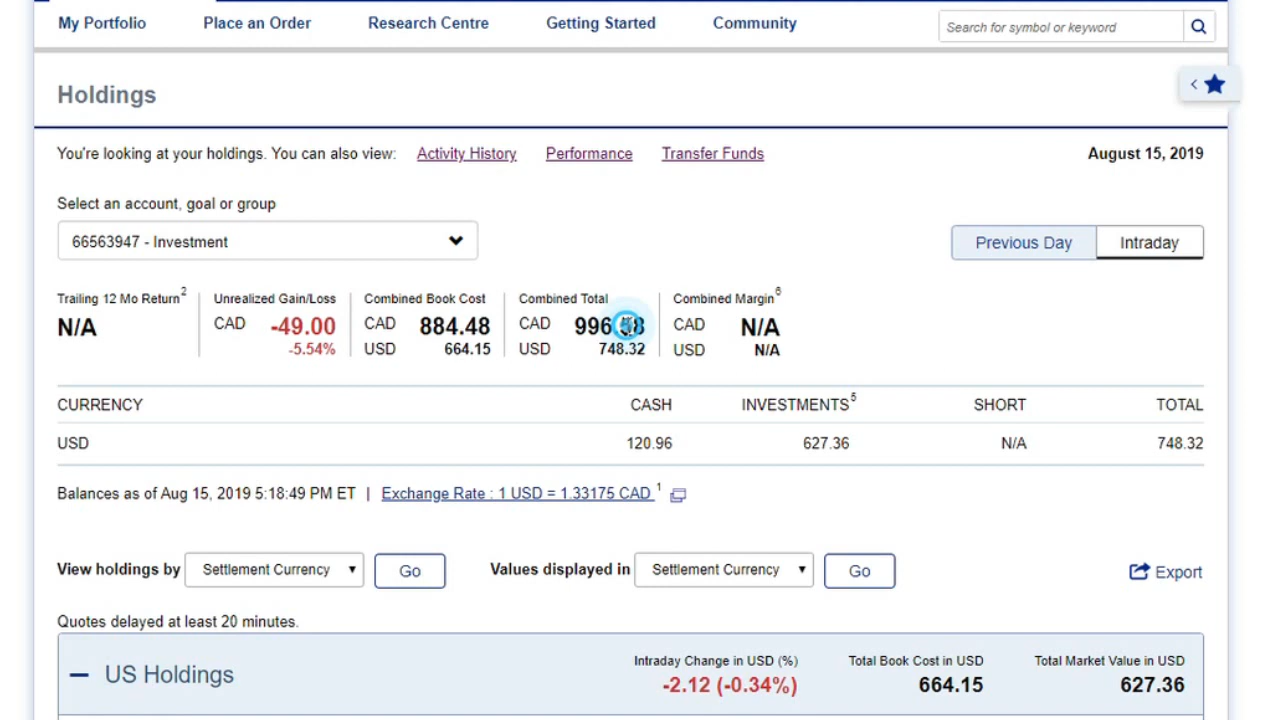 My Portfolio Place an Order Research Centre Getting Started Community Search for symbol or keyword
Holdings
You're looking at your holdings. You can also view: Activity History Performance Transfer Funds August 15, 2019
Select an account, goal or group
66563947 - Investment Previous Day Intraday
Trailing 12 Mo Return2 Unrealized Gain/Loss Combined Book Cost Combined Total Combined Margin6
N/A CAD -49.00 CAD 884.48 CAD CAD N/A
-5.54% USD 664.15 USD 748.32 USD N/A
CURRENCY CASH INVESTMENTS5 SHORT TOTAL
USD 120.96 627.36 N/A 748.32
Balances as of Aug 15, 2019 5:18:49 PM ET | Exchange Rate : 1 USD = 1.33175 CAD 1
View holdings by Settlement Currency Go Values displayed in Settlement Currency Go Export
Quotes delayed at least 20 minutes.
US Holdings Intraday Change in USD (%) Total Book Cost in USD Total Market Value in USD
-2.12 (-0.34%) 664.15 627.36